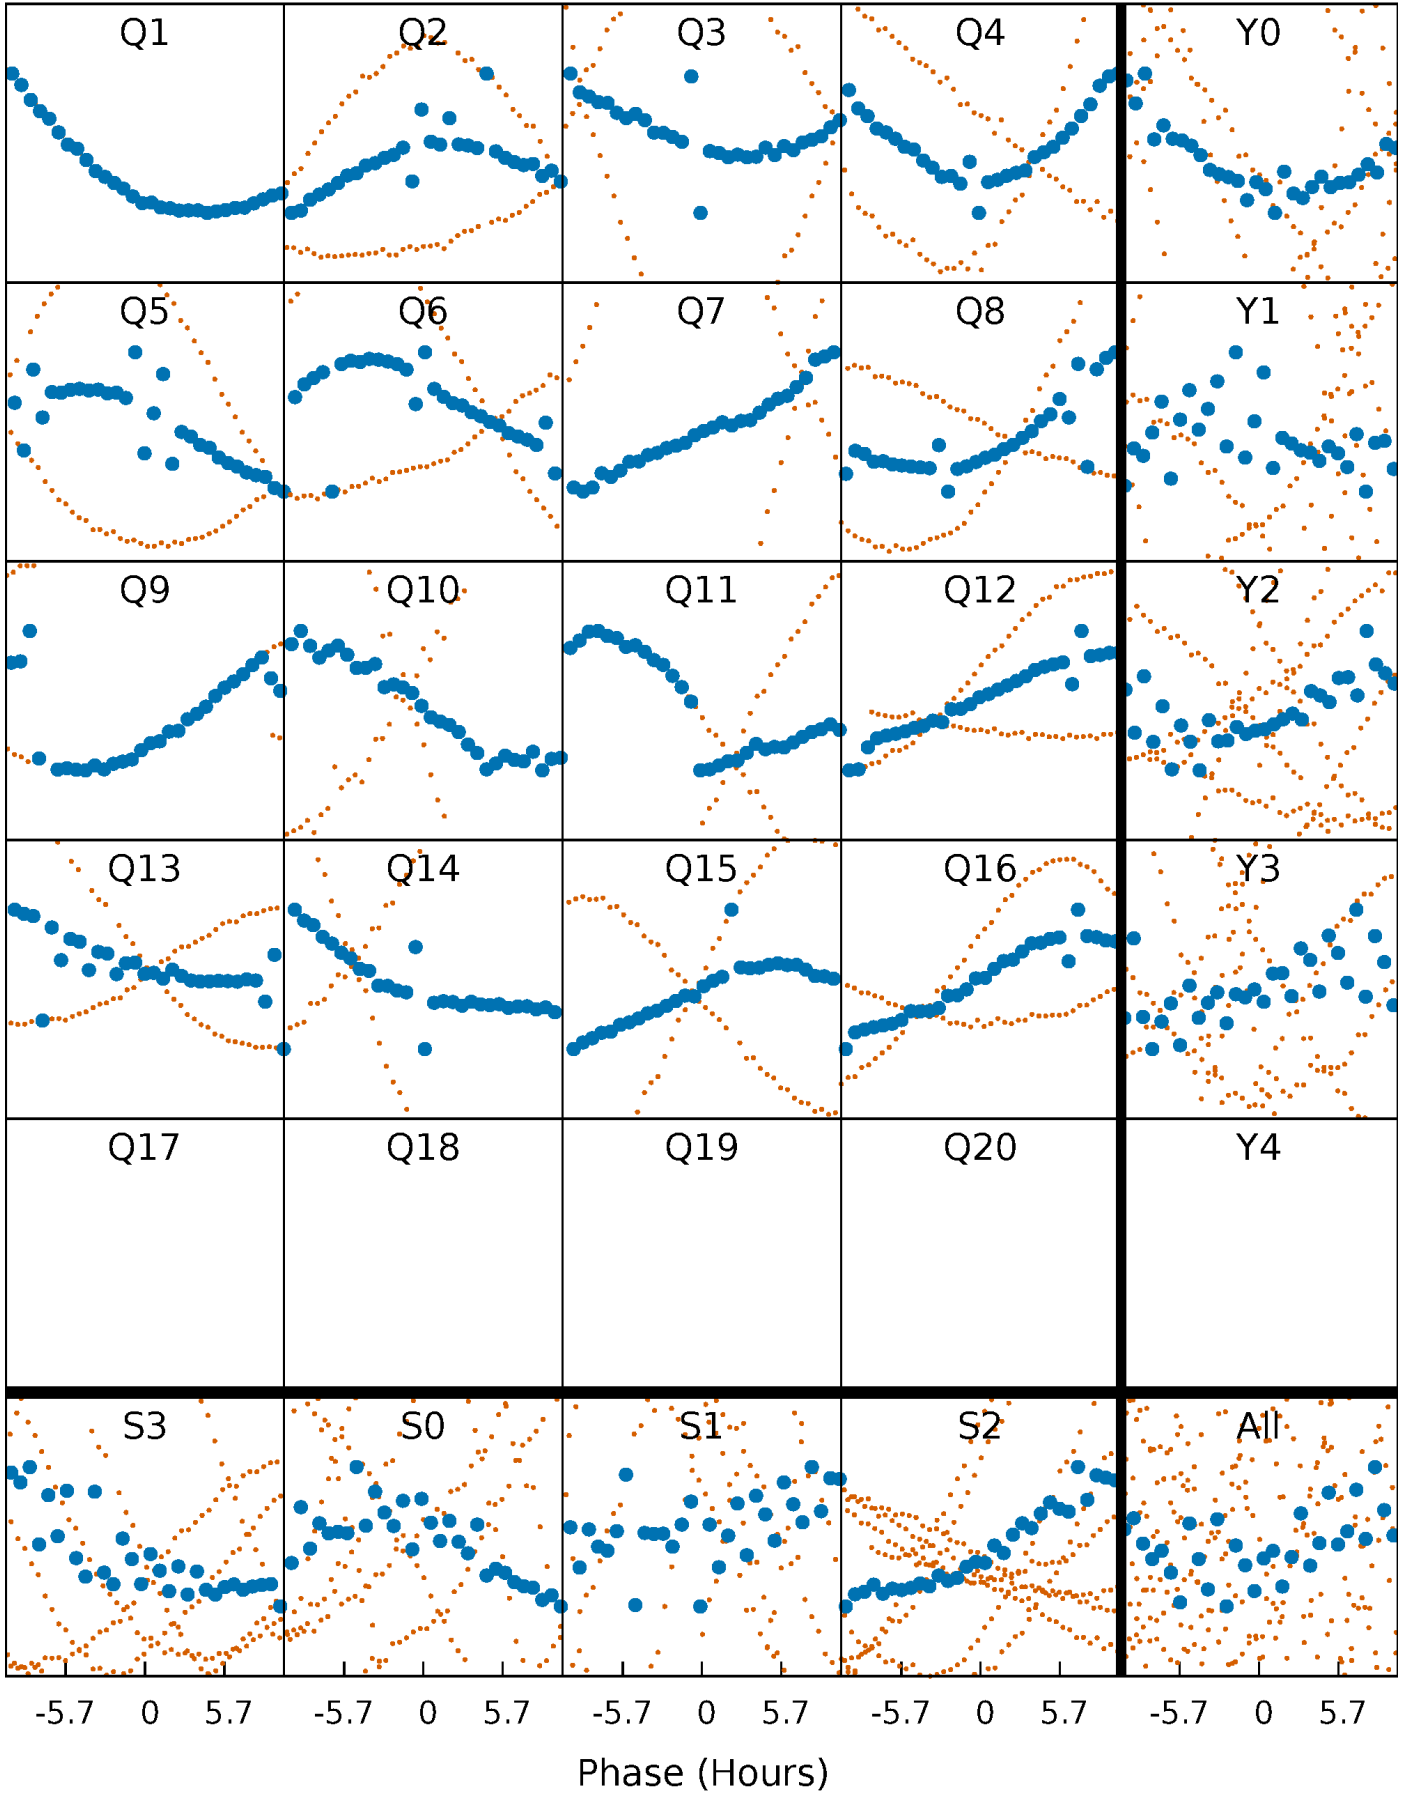 Q1 Q2 Q3 Q4 Y0
Q5 Q6 Q7 Q8 Y1
Q9 Q10 Q11 Q12 Y2
Q13 Q14 Q15 Q16 Y3
Q17 Q18 Q19 Q20 Y4
S3 S0 S1 S2 All
-5.7 0 5.7 -5.7 0 5.7 -5.7 0 5.7 -5.7 0 5.7 -5.7 0 5.7
Phase (Hours)